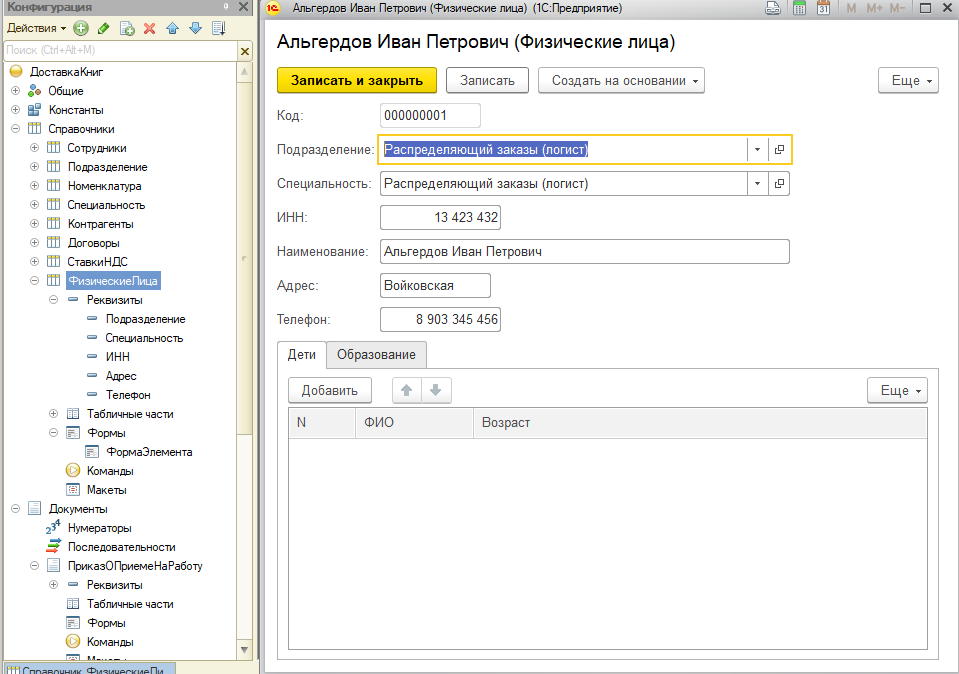 Конфигурация
Действия
Поиск (Ctrl+Alt+M)
ДоставкаКниг
Общие
Константы
Справочники
Сотрудники
Подразделение
Номенклатура
Специальность
Контрагенты
Договоры
СтавкиНДС
ФизическиеЛица
Реквизиты
Подразделение
Специальность
ИНН
Адрес
Телефон
Табличные части
Формы
ФормаЭлемента
Команды
Макеты
Документы
Нумераторы
Последовательности
ПриказОПриемеНаРаботу
Реквизиты
Табличные части
Формы
Команды
Макеты
Справочник ФизическиеЛи...
Альгердов Иван Петрович (Физические лица) (1С:Предприятие)
M M+ M-
Альгердов Иван Петрович (Физические лица)
Записать и закрыть Записать Создать на основании Еще
Код: 000000001
Подразделение: Распределяющий заказы (логист)
Специальность: Распределяющий заказы (логист)
ИНН: 13 423 432
Наименование: Альгердов Иван Петрович
Адрес: Войковская
Телефон: 8 903 345 456
Дети Образование
Добавить Еще
N ФИО Возраст